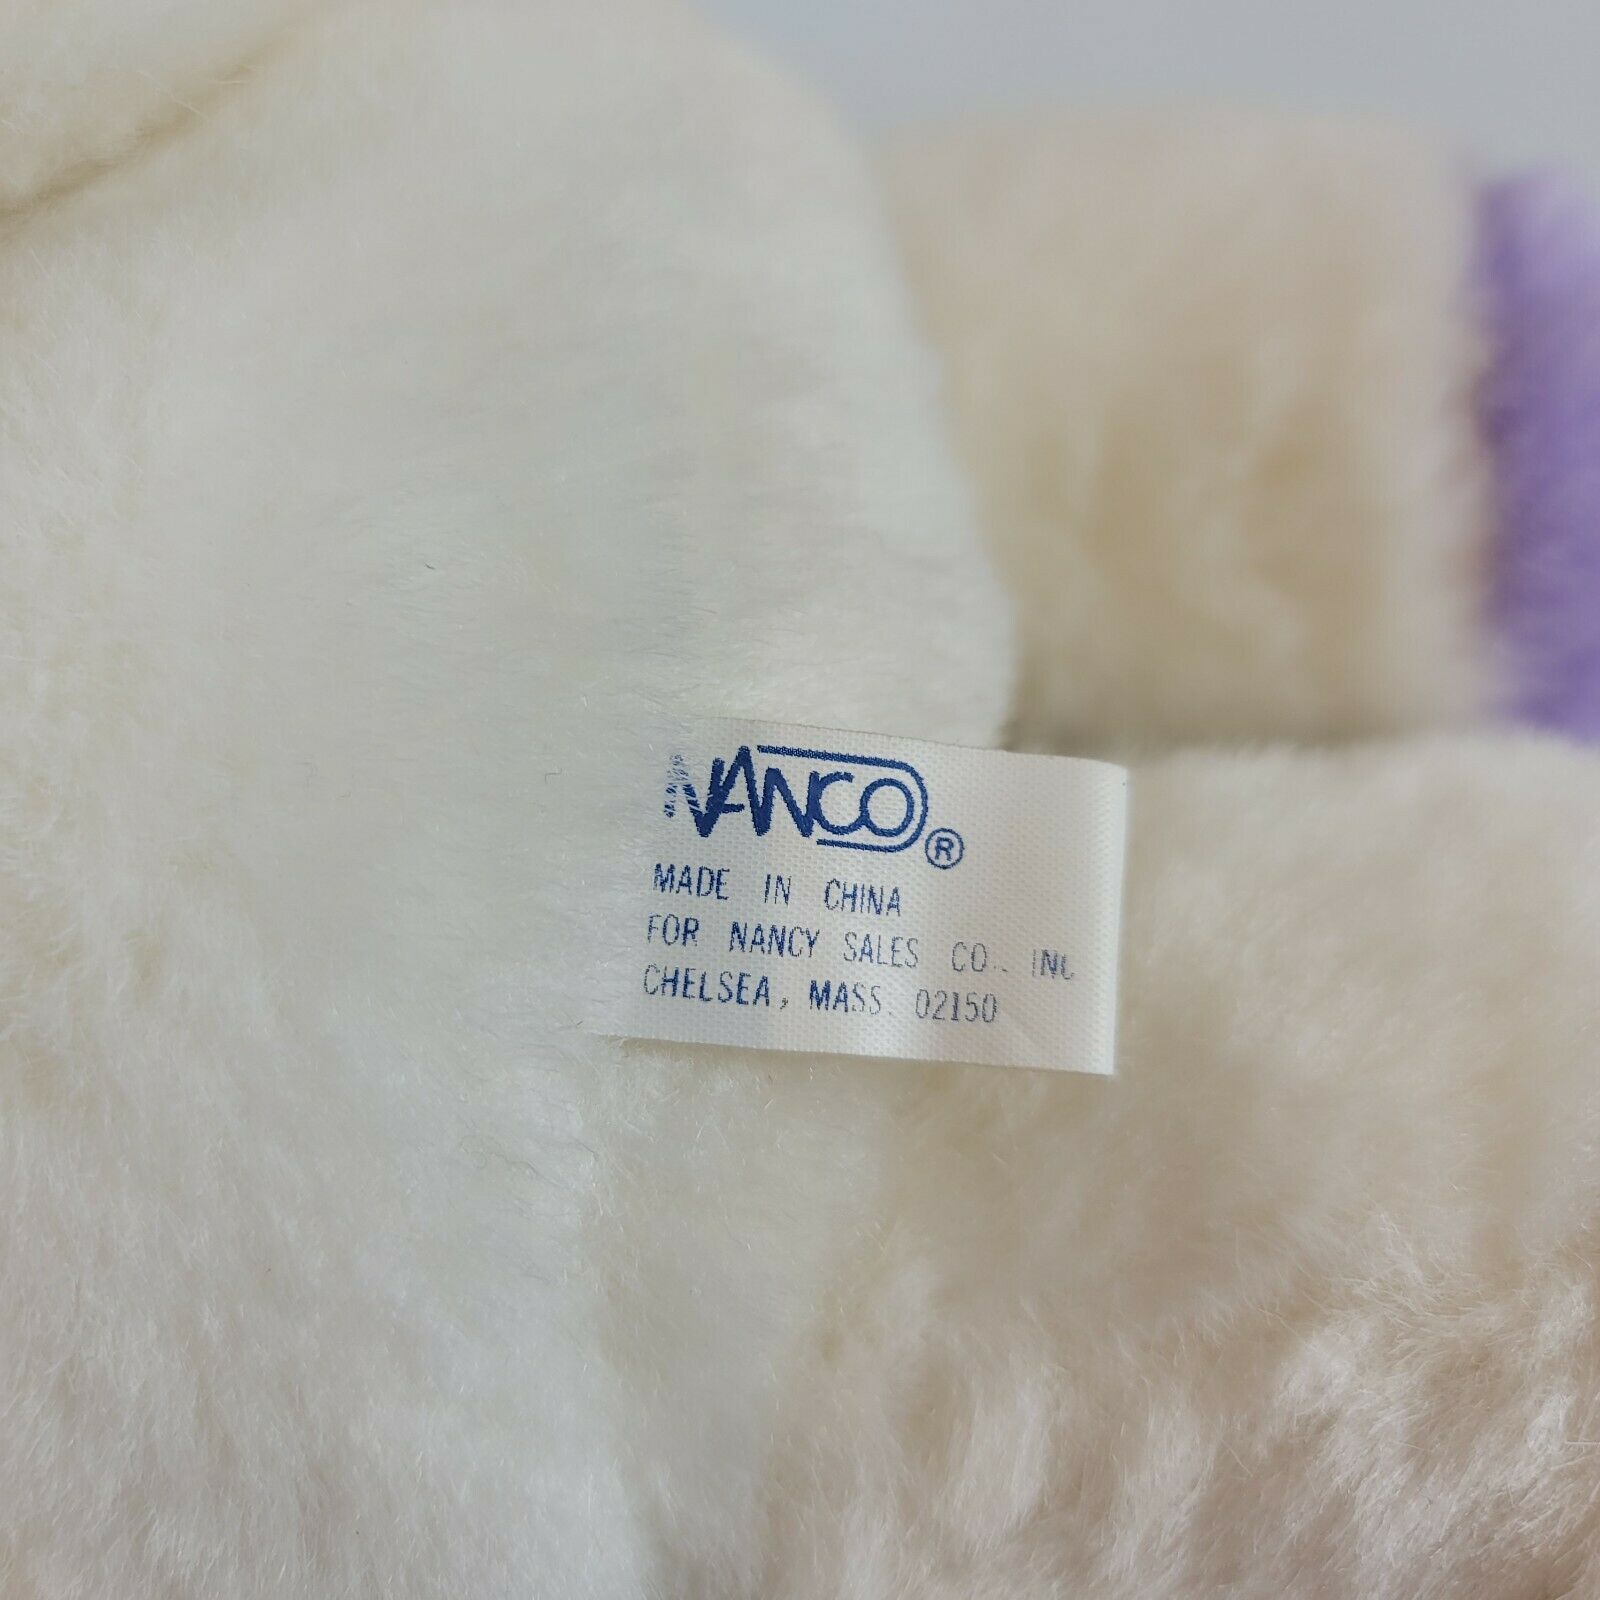 NANCO ®
MADE IN CHINA
FOR NANCY SALES CO., INC
CHELSEA, MASS. 02150